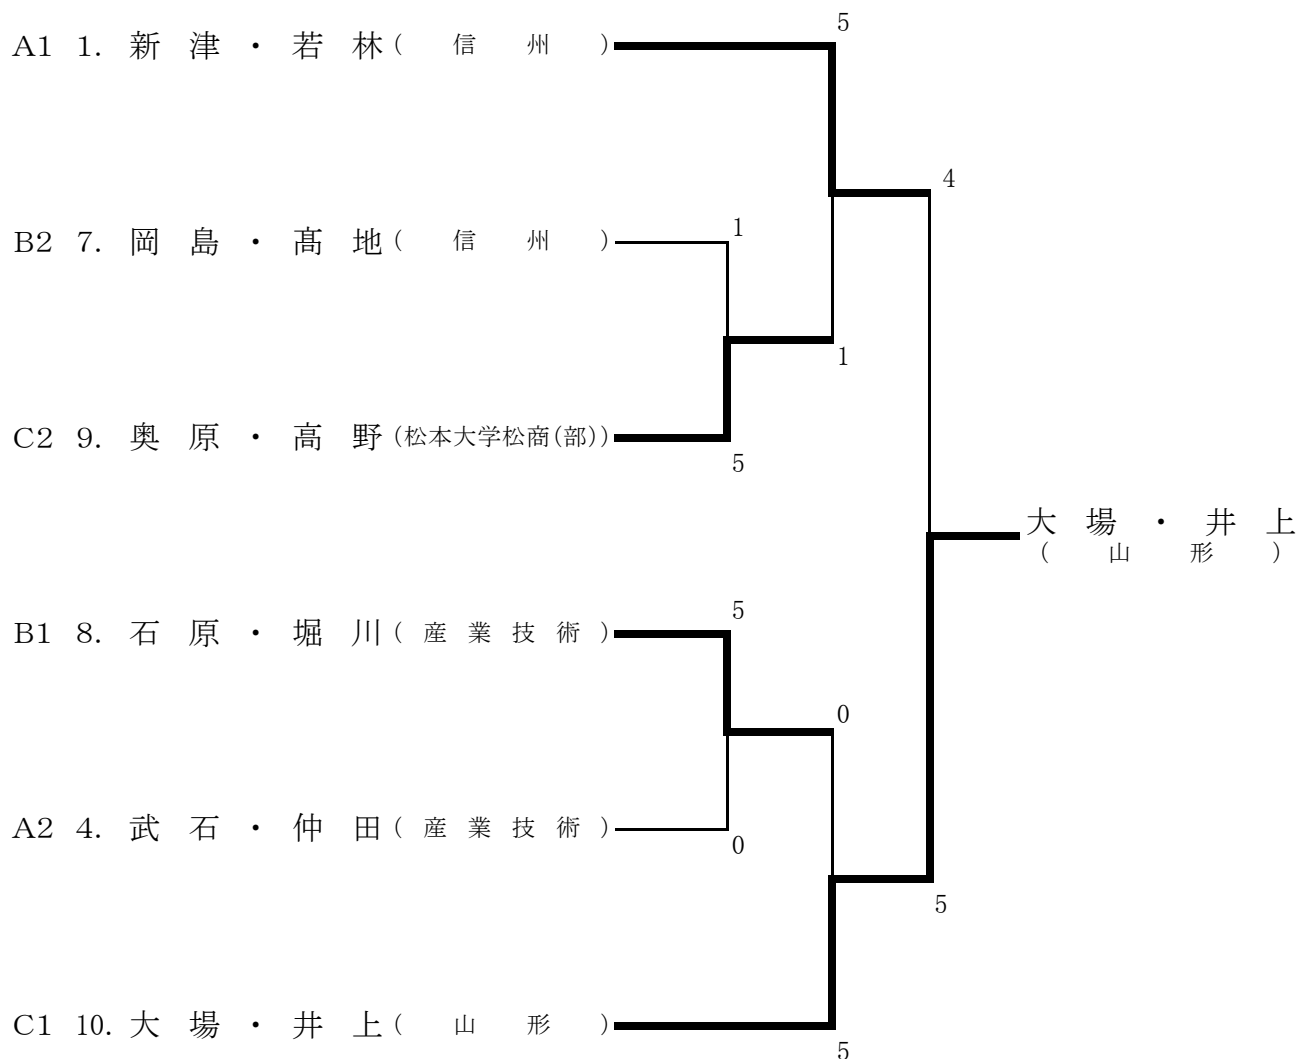 5
A1 1. 新津・若林(信州)
4
1
B2 7. 岡島・髙地(信州)
1
C2 9. 奥原・高野(松本大学松商(部))
5
大場・井上
(山形)
5
B1 8. 石原・堀川(産業技術)
0
A2 4. 武石・仲田(産業技術)
0
5
C1 10. 大場・井上(山形)
5